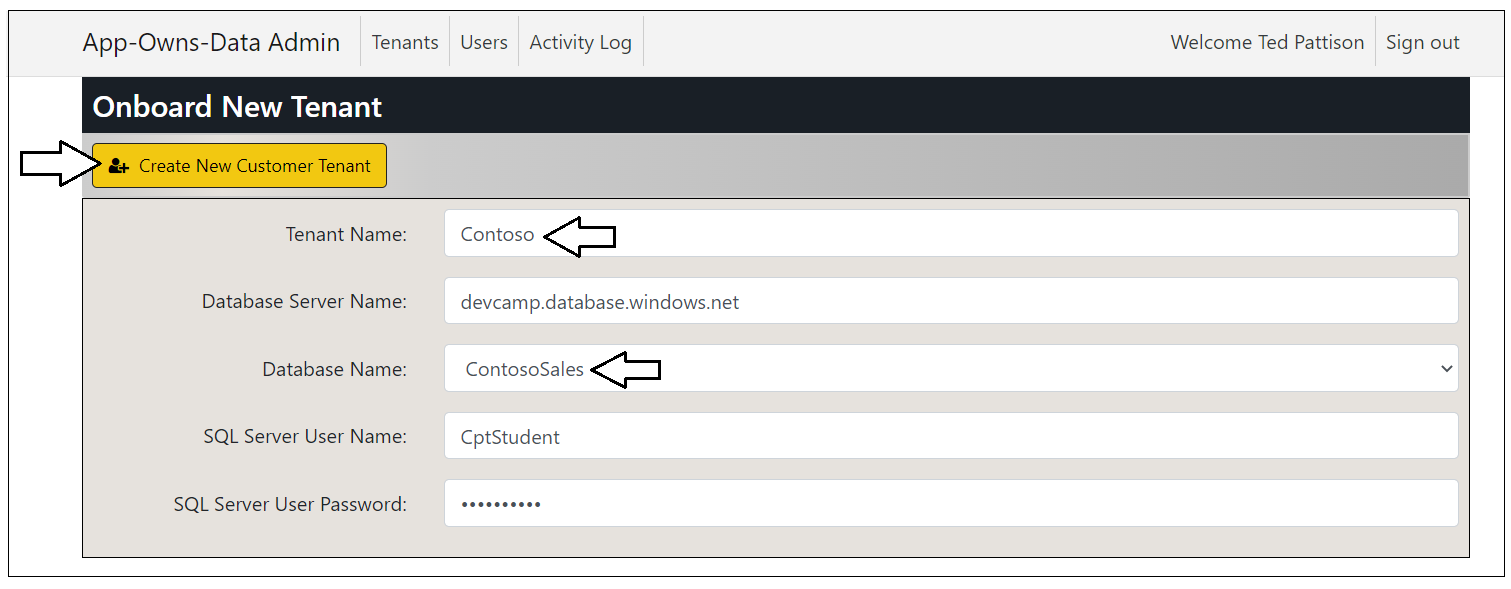 App-Owns-Data Admin Tenants Users Activity Log Welcome Ted Pattison Sign out
Onboard New Tenant
Create New Customer Tenant
Tenant Name: Contoso
Database Server Name: devcamp.database.windows.net
Database Name: ContosoSales
SQL Server User Name: CptStudent
SQL Server User Password: ••••••••••